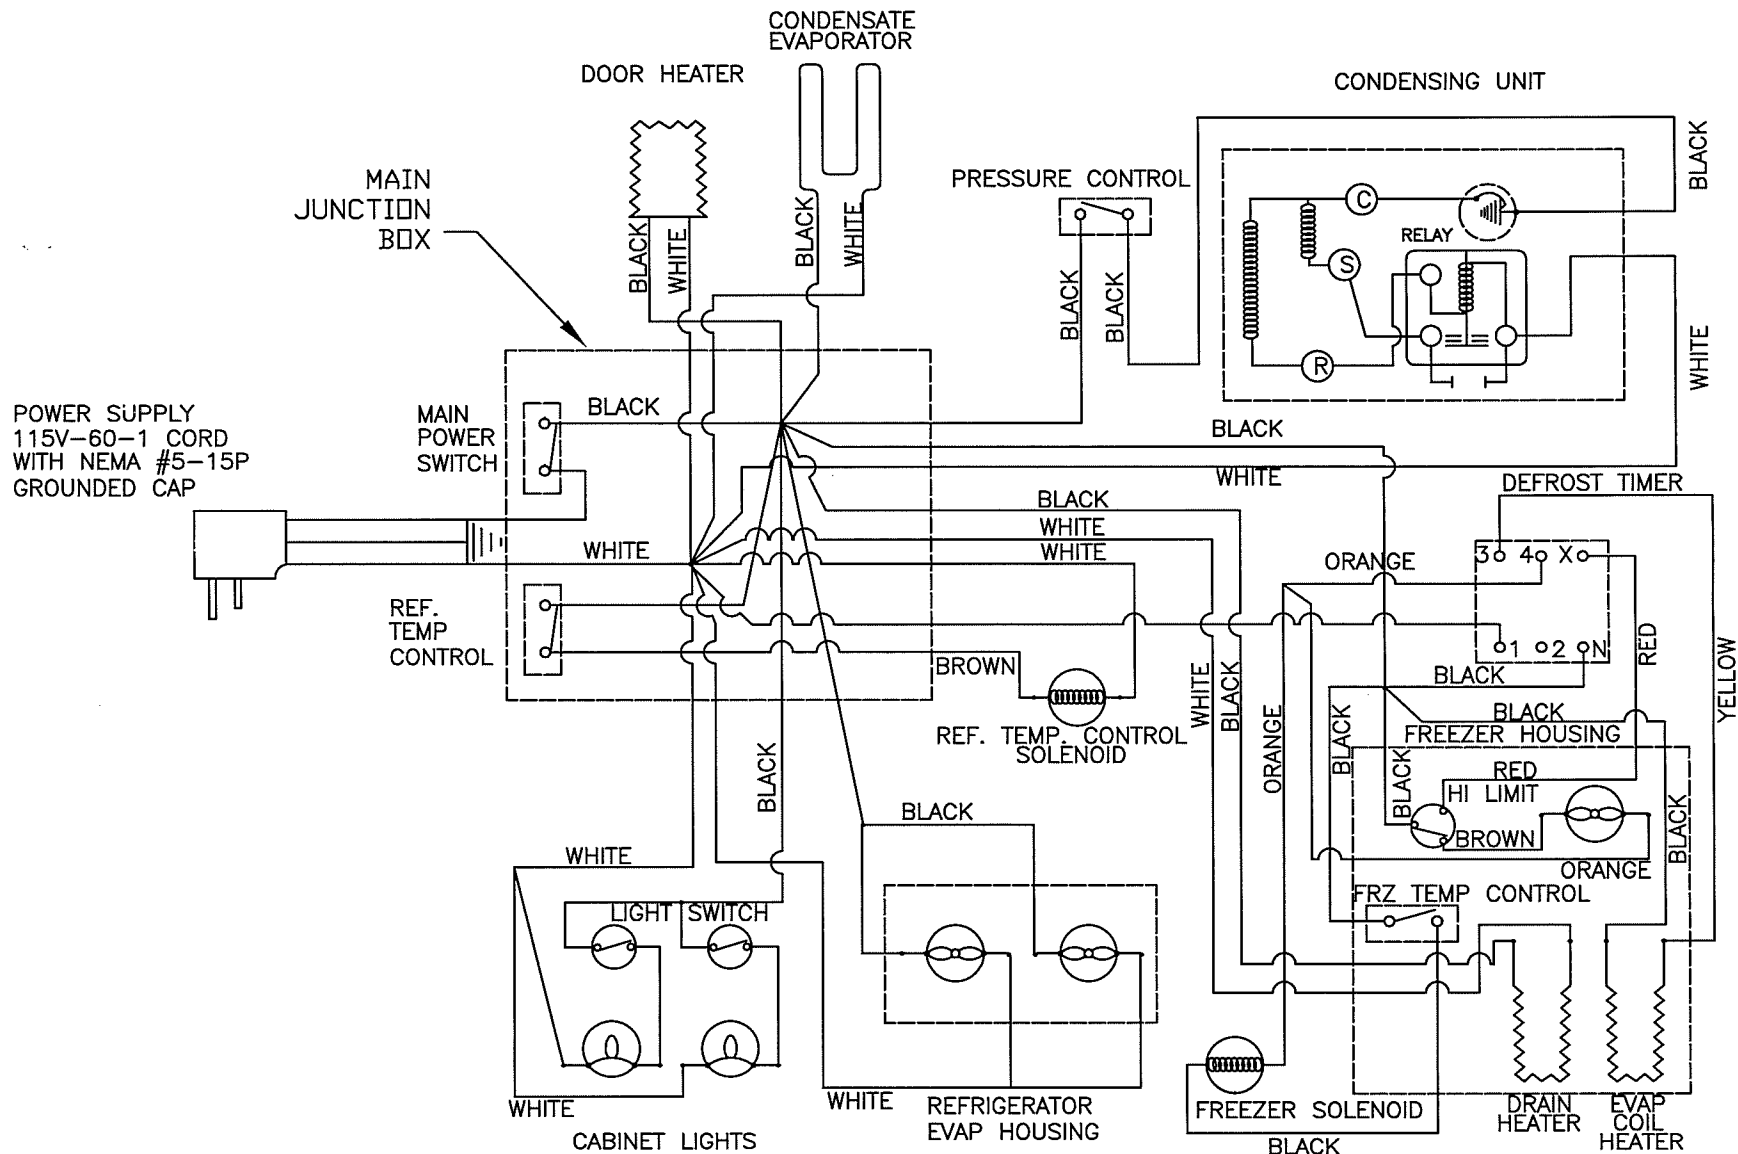 CONDENSATE
EVAPORATOR
DOOR HEATER
CONDENSING UNIT
MAIN
JUNCTION
BOX
PRESSURE CONTROL
BLACK
BLACK
WHITE
BLACK
WHITE
BLACK
BLACK
C
RELAY
S
R
WHITE
POWER SUPPLY
115V-60-1 CORD
WITH NEMA #5-15P
GROUNDED CAP
MAIN
POWER
SWITCH
BLACK
BLACK
WHITE
DEFROST TIMER
BLACK
WHITE
WHITE
WHITE
ORANGE
3
4
X
1
2
N
REF.
TEMP
CONTROL
BROWN
REF. TEMP. CONTROL
SOLENOID
WHITE
BLACK
ORANGE
BLACK
RED
YELLOW
BLACK
BLACK
FREEZER HOUSING
BLACK
BLACK
RED
HI LIMIT
BROWN
BLACK
ORANGE
FRZ TEMP CONTROL
BLACK
WHITE
LIGHT SWITCH
WHITE
CABINET LIGHTS
WHITE
REFRIGERATOR
EVAP HOUSING
FREEZER SOLENOID
BLACK
DRAIN
HEATER
EVAP
COIL
HEATER